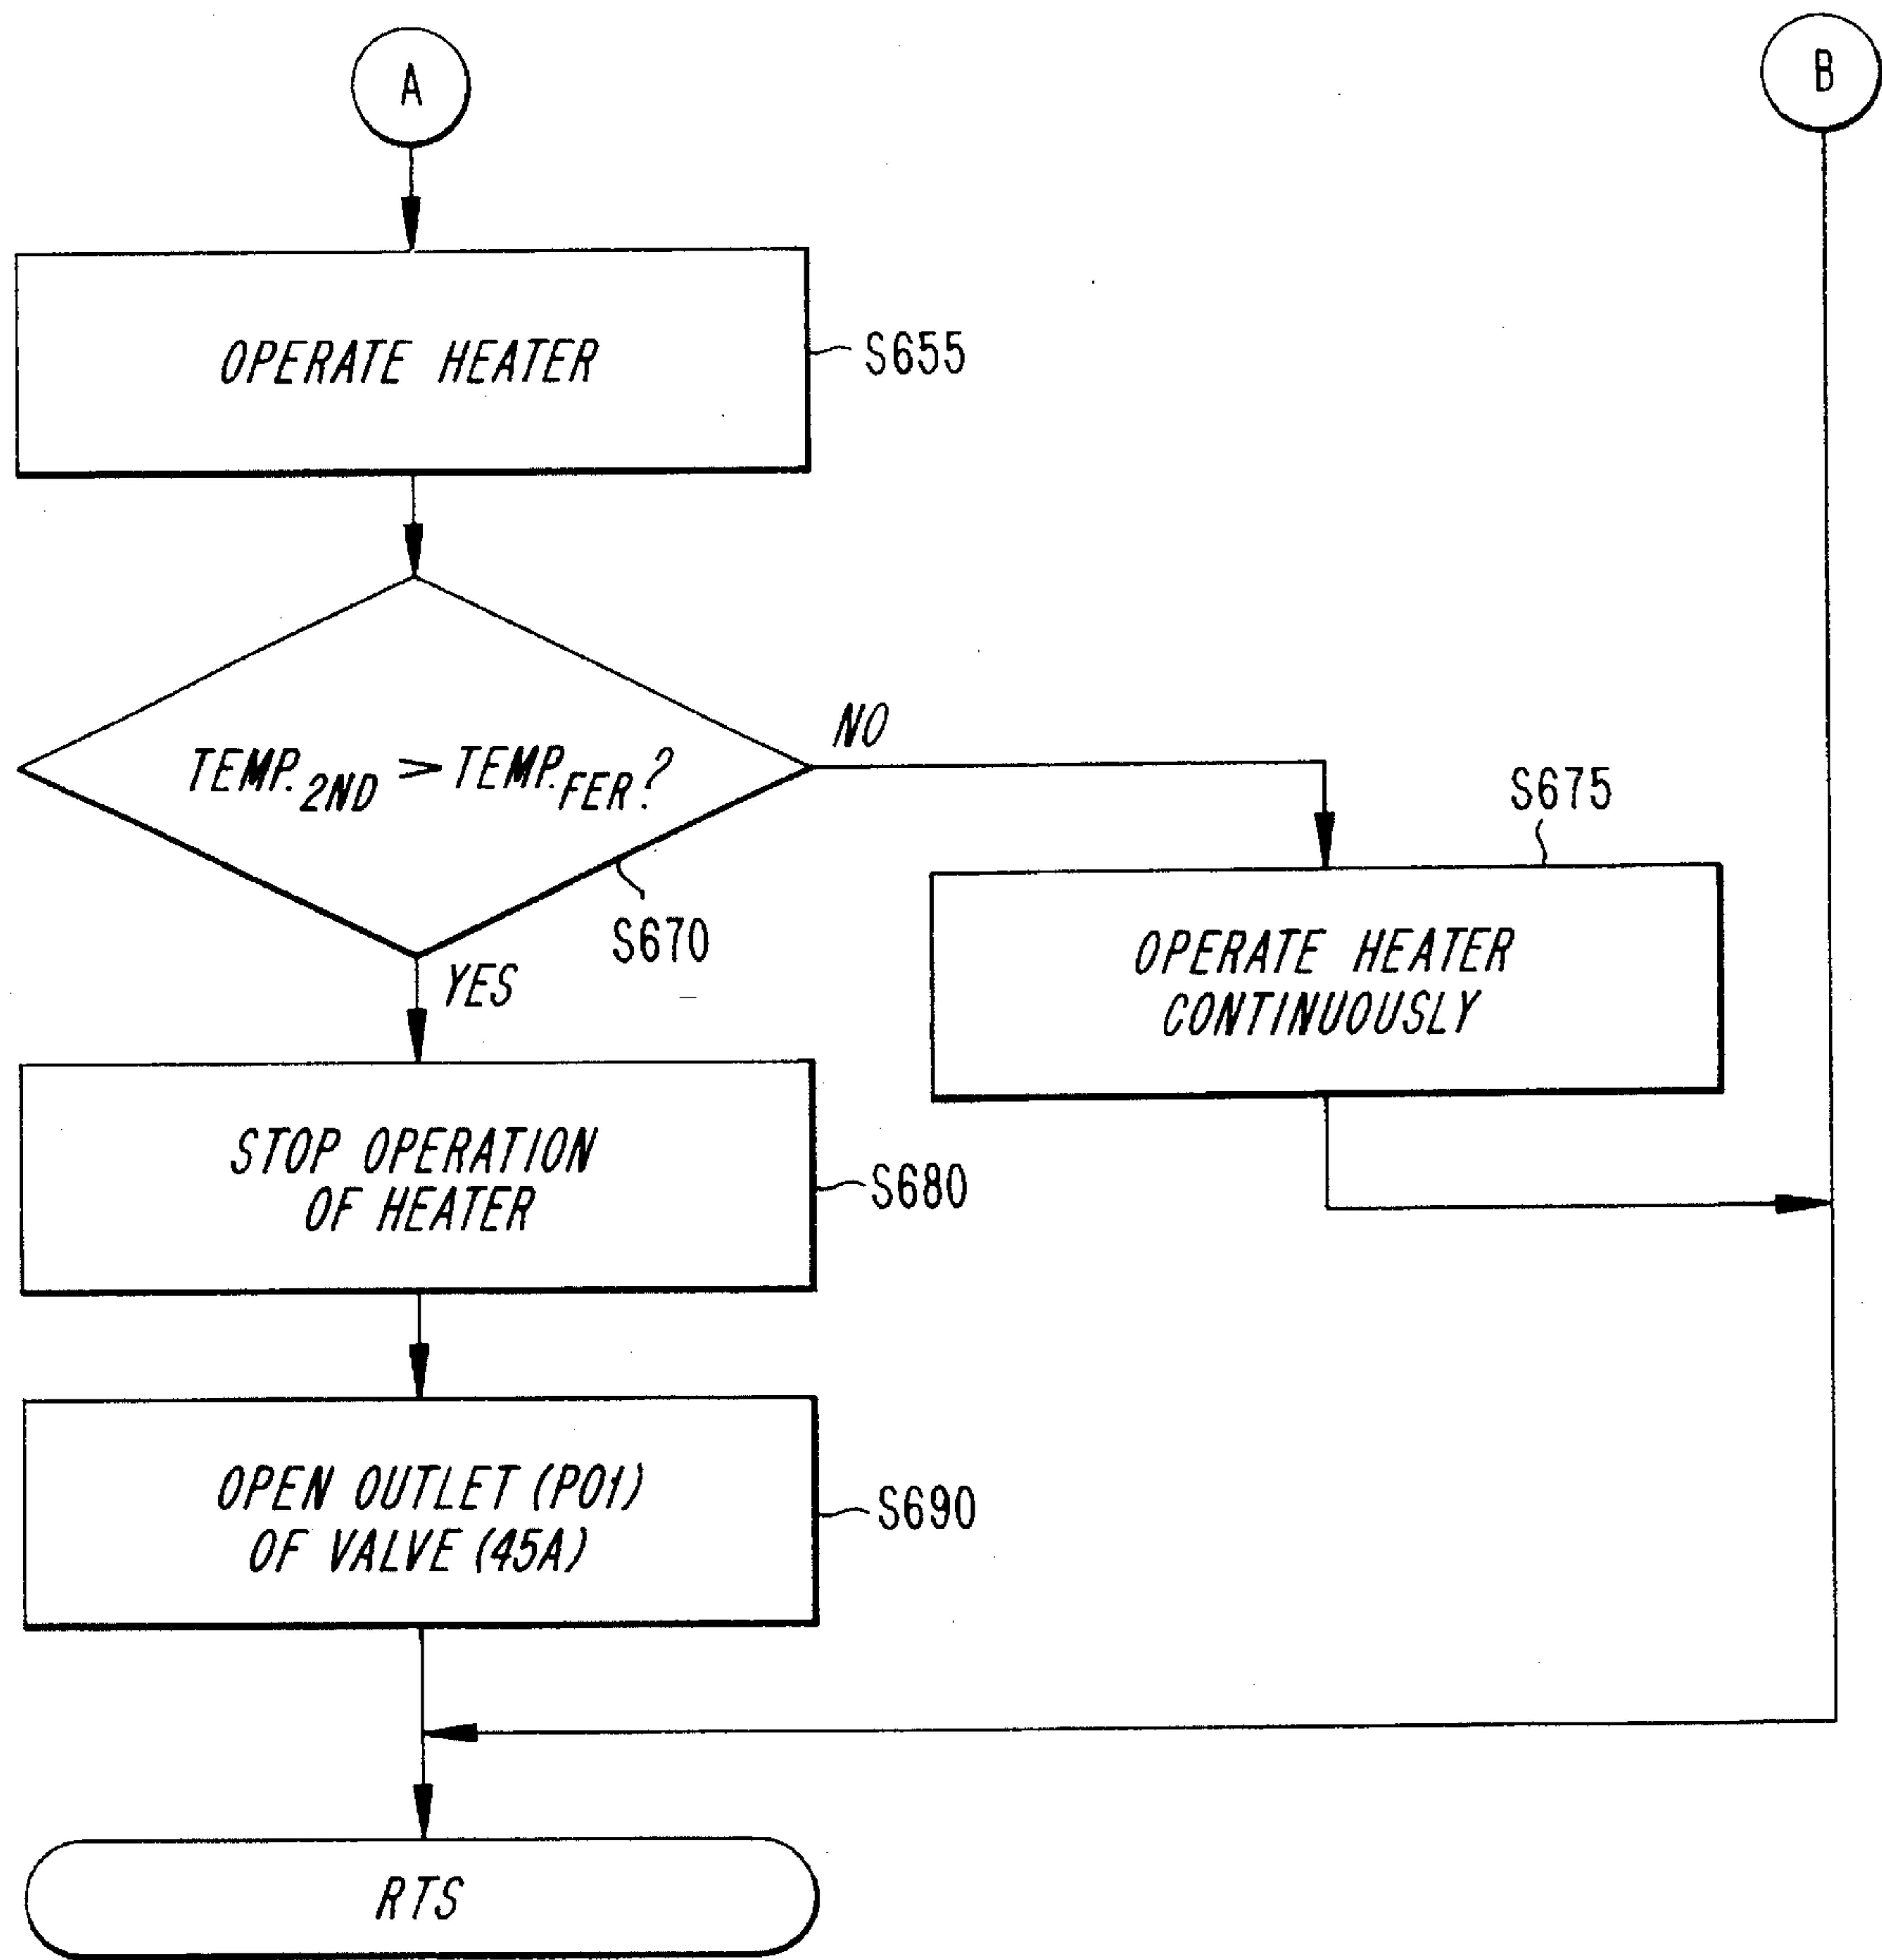 A
B
OPERATE HEATER
S655
TEMP.2ND > TEMP.FER?
NO
S670
YES
S675
OPERATE HEATER
CONTINUOUSLY
STOP OPERATION
OF HEATER
S680
OPEN OUTLET (P01)
OF VALVE (45A)
S690
RTS